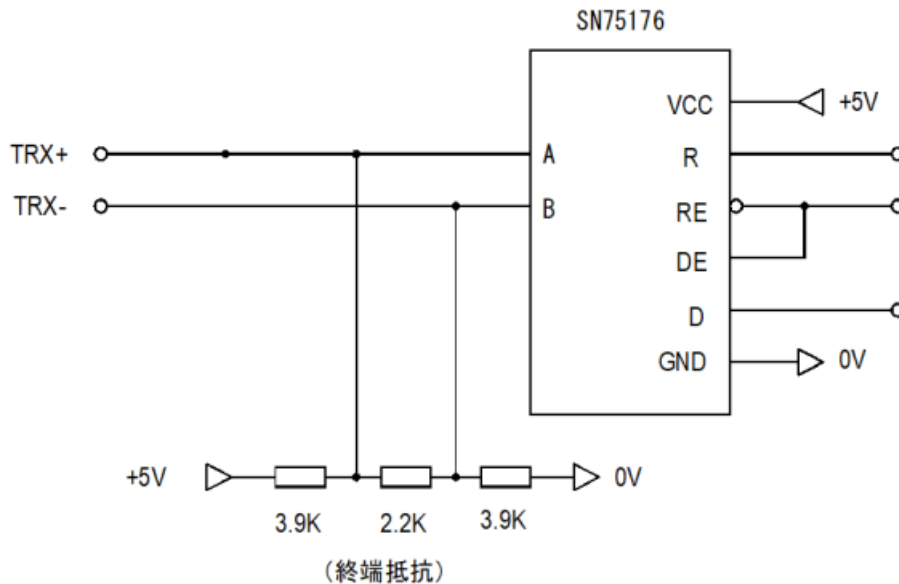 SN75176
VCC
+5V
TRX+
A
R
TRX-
B
RE
DE
D
GND
0V
+5V
0V
3.9K
2.2K
3.9K
(終端抵抗)